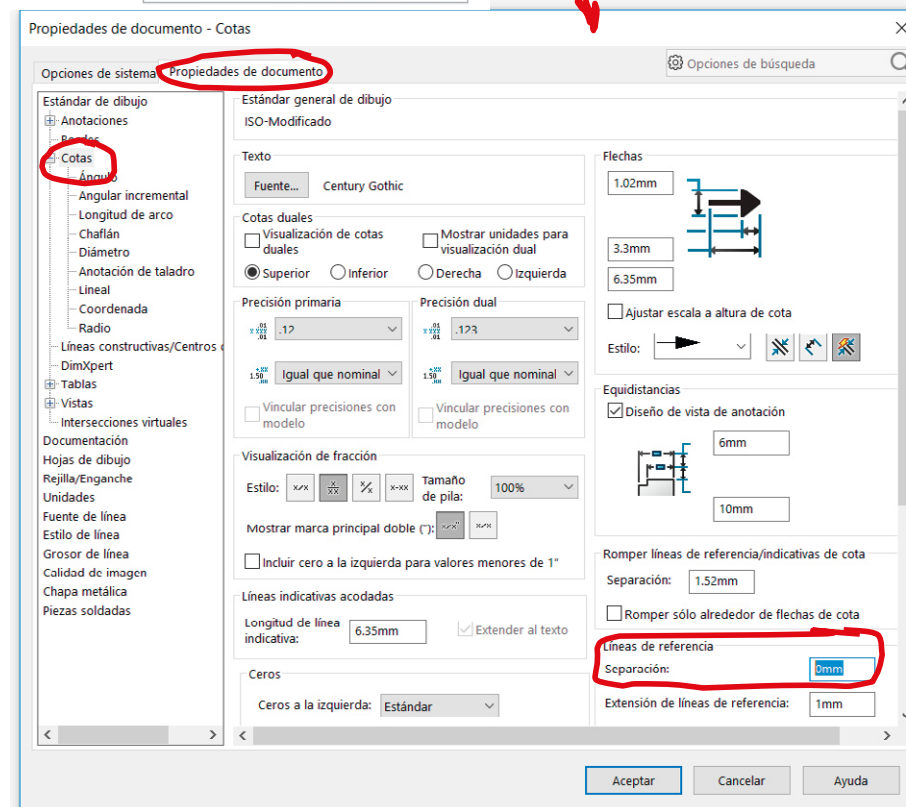 Propiedades de documento - Cotas
Opciones de sistema
Propiedades de documento
Opciones de búsqueda
Estándar de dibujo
Anotaciones
Bordes
Cotas
Ángulo
Angular incremental
Longitud de arco
Chaflán
Diámetro
Anotación de taladro
Lineal
Coordenada
Radio
Líneas constructivas/Centros
DimXpert
Tablas
Vistas
Intersecciones virtuales
Documentación
Hojas de dibujo
Rejilla/Enganche
Unidades
Fuente de línea
Estilo de línea
Grosor de línea
Calidad de imagen
Chapa metálica
Piezas soldadas
Estándar general de dibujo
ISO-Modificado
Texto
Fuente...
Century Gothic
Cotas duales
Visualización de cotas
duales
Mostrar unidades para
visualización dual
Superior
Inferior
Derecha
Izquierda
Precisión primaria
.12
Igual que nominal
Vincular precisiones con
modelo
Precisión dual
.123
Igual que nominal
Vincular precisiones con
modelo
Visualización de fracción
Estilo:
Tamaño
de pila:
100%
Mostrar marca principal doble ("):
Incluir cero a la izquierda para valores menores de 1"
Líneas indicativas acodadas
Longitud de línea
indicativa:
6.35mm
Extender al texto
Ceros
Ceros a la izquierda:
Estándar
Flechas
1.02mm
3.3mm
6.35mm
Ajustar escala a altura de cota
Estilo:
Equidistancias
Diseño de vista de anotación
6mm
10mm
Romper líneas de referencia/indicativas de cota
Separación:
1.52mm
Romper sólo alrededor de flechas de cota
Líneas de referencia
Separación:
0mm
Extensión de líneas de referencia:
1mm
Aceptar
Cancelar
Ayuda